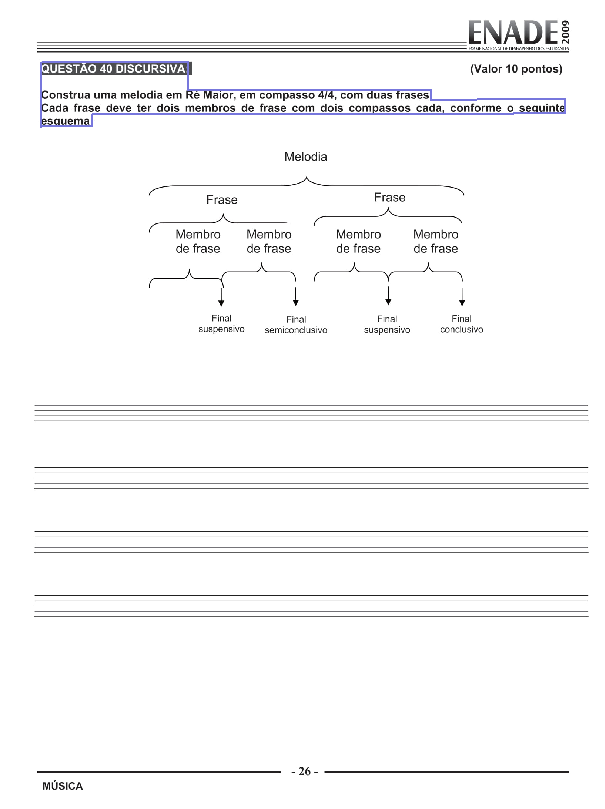 ENADE 2009
EXAME NACIONAL DE DESEMPENHO DOS ESTUDANTES
QUESTÃO 40 DISCURSIVA (Valor 10 pontos)
Construa uma melodia em Ré Maior, em compasso 4/4, com duas frases
Cada frase deve ter dois membros de frase com dois compassos cada, conforme o seguinte
esquema
Melodia
Frase Frase
Membro Membro Membro Membro
de frase de frase de frase de frase
Final Final Final Final
suspensivo semiconclusivo suspensivo conclusivo
- 26 -
MÚSICA